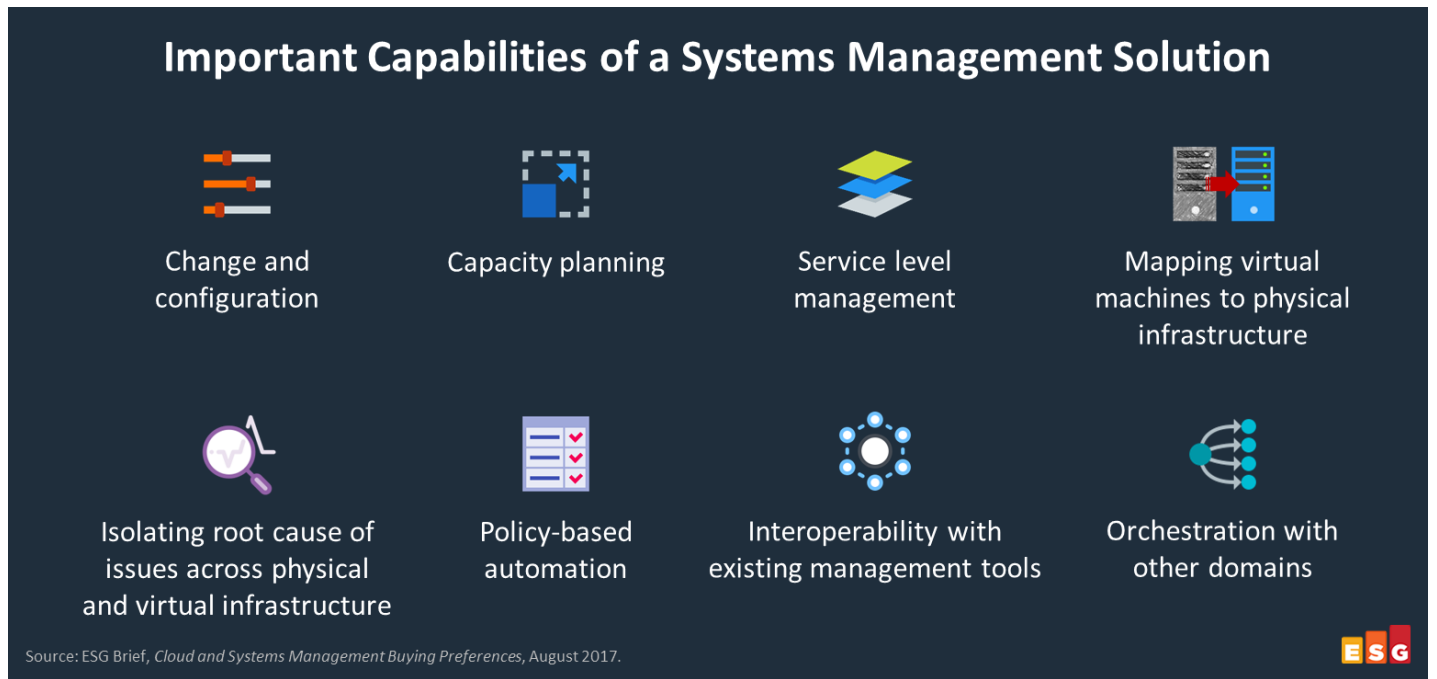 Important Capabilities of a Systems Management Solution
Change and
configuration
Capacity planning
Service level
management
Mapping virtual
machines to physical
infrastructure
Isolating root cause of
issues across physical
and virtual infrastructure
Policy-based
automation
Interoperability with
existing management tools
Orchestration with
other domains
Source: ESG Brief, Cloud and Systems Management Buying Preferences, August 2017.
ESG